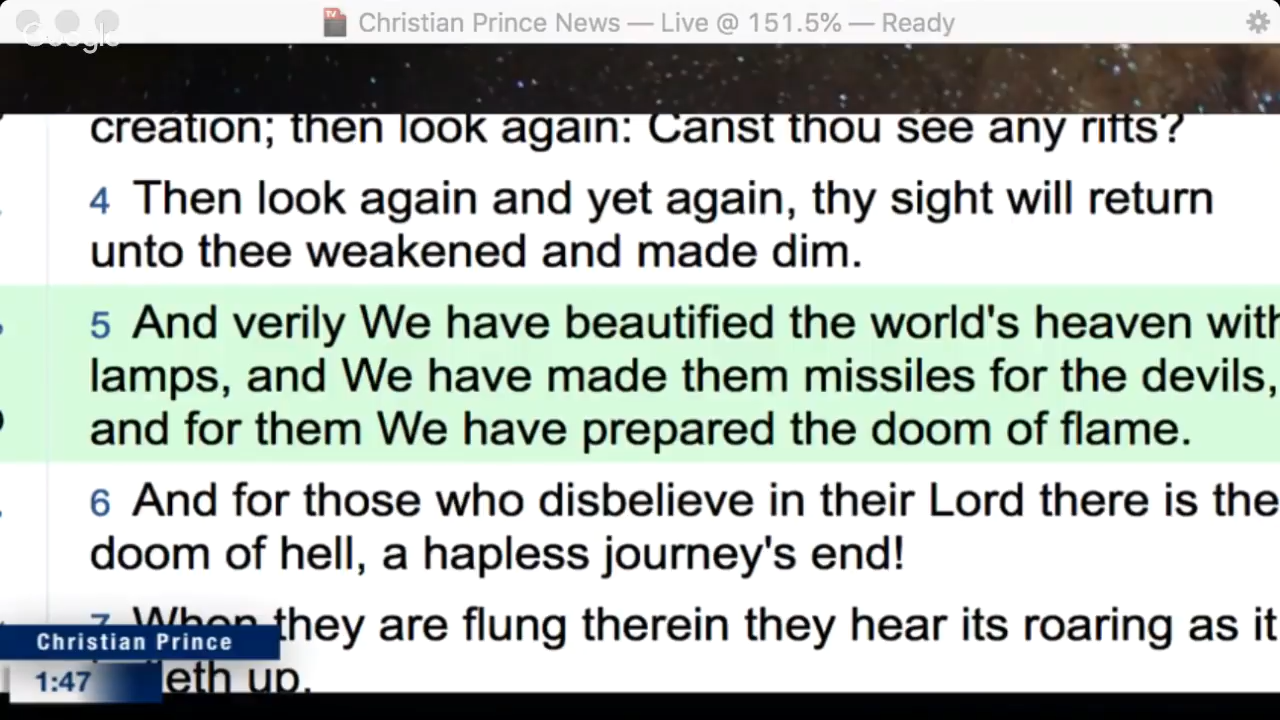 Christian Prince News — Live @ 151.5% — Ready
Google
creation; then look again: Canst thou see any rifts?
4 Then look again and yet again, thy sight will return
unto thee weakened and made dim.
5 And verily We have beautified the world's heaven with
lamps, and We have made them missiles for the devils,
and for them We have prepared the doom of flame.
6 And for those who disbelieve in their Lord there is the
doom of hell, a hapless journey's end!
7 When they are flung therein they hear its roaring as it
eth up.
Christian Prince
1:47